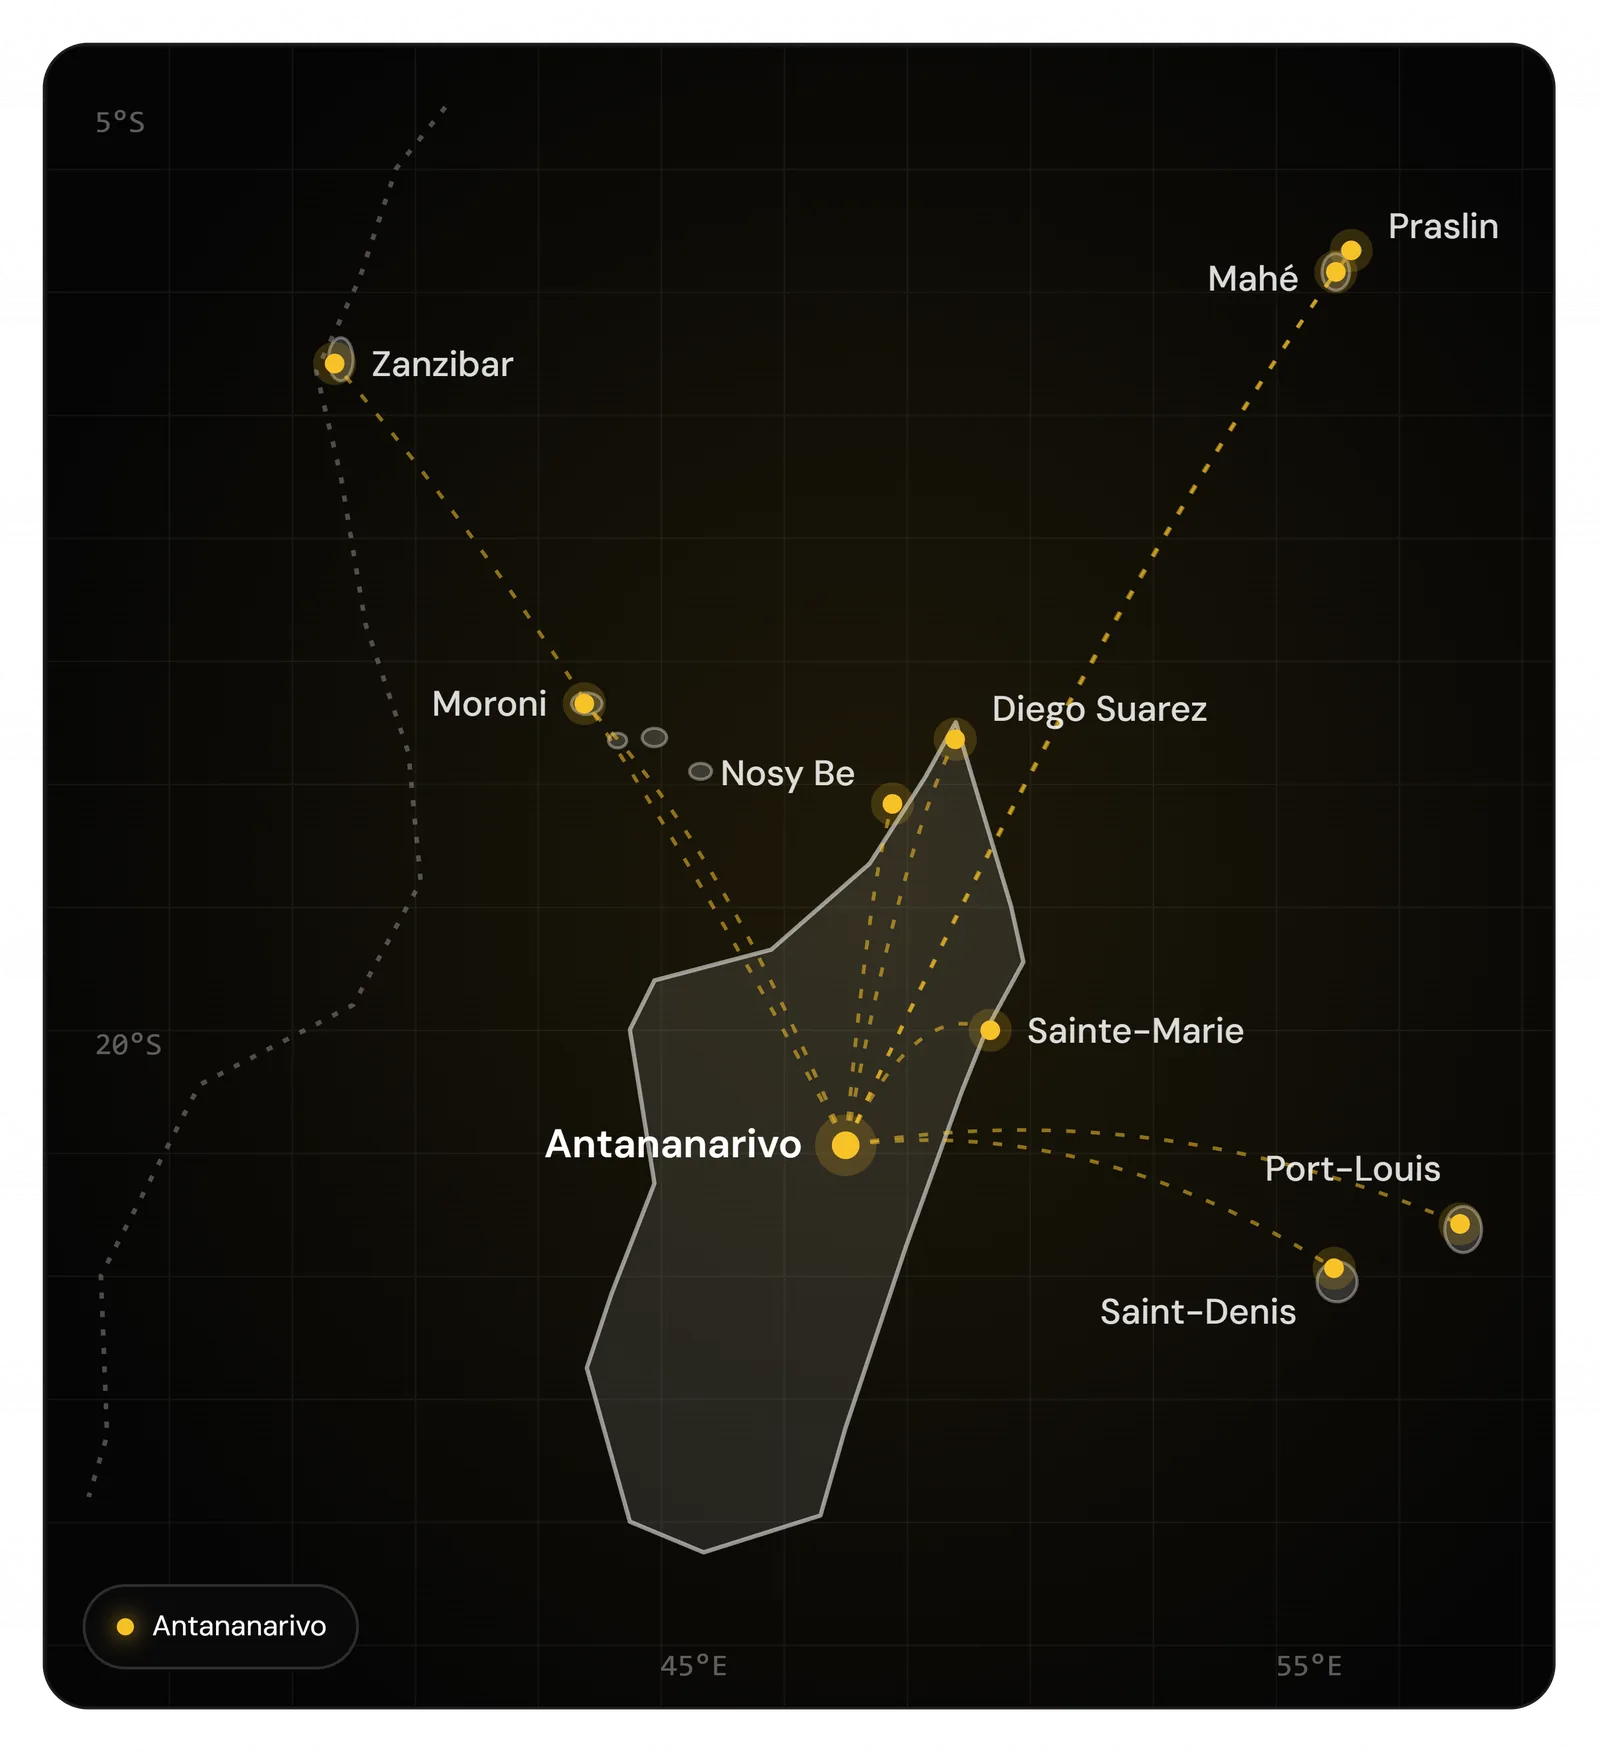 5°S
Praslin
Mahé
Zanzibar
Moroni
Diego Suarez
Nosy Be
Sainte-Marie
20°S
Antananarivo
Port-Louis
Saint-Denis
Antananarivo
45°E
55°E